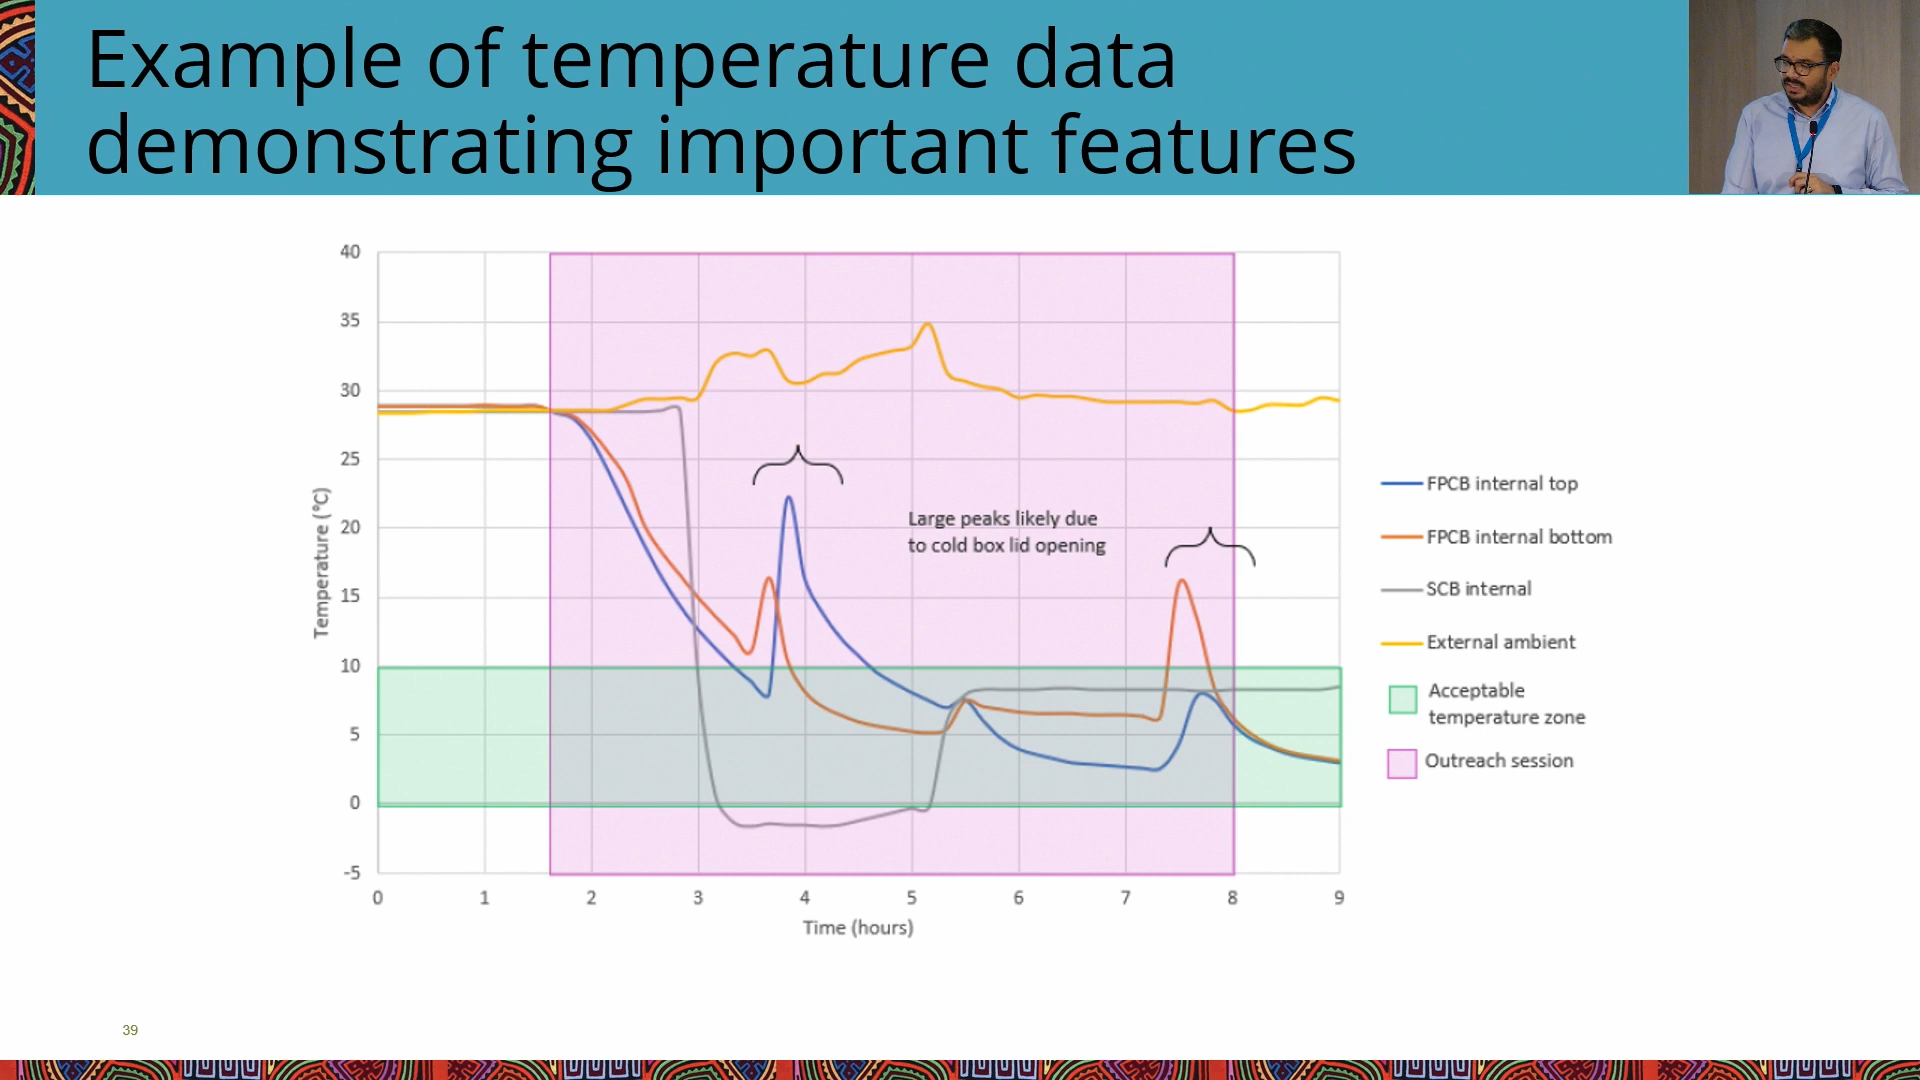 Example of temperature data
demonstrating important features
40
35
30
25
20
15
10
5
0
-5
Temperature (°C)
0 1 2 3 4 5 6 7 8 9
Time (hours)
Large peaks likely due
to cold box lid opening
FPCB internal top
FPCB internal bottom
SCB internal
External ambient
Acceptable
temperature zone
Outreach session
39